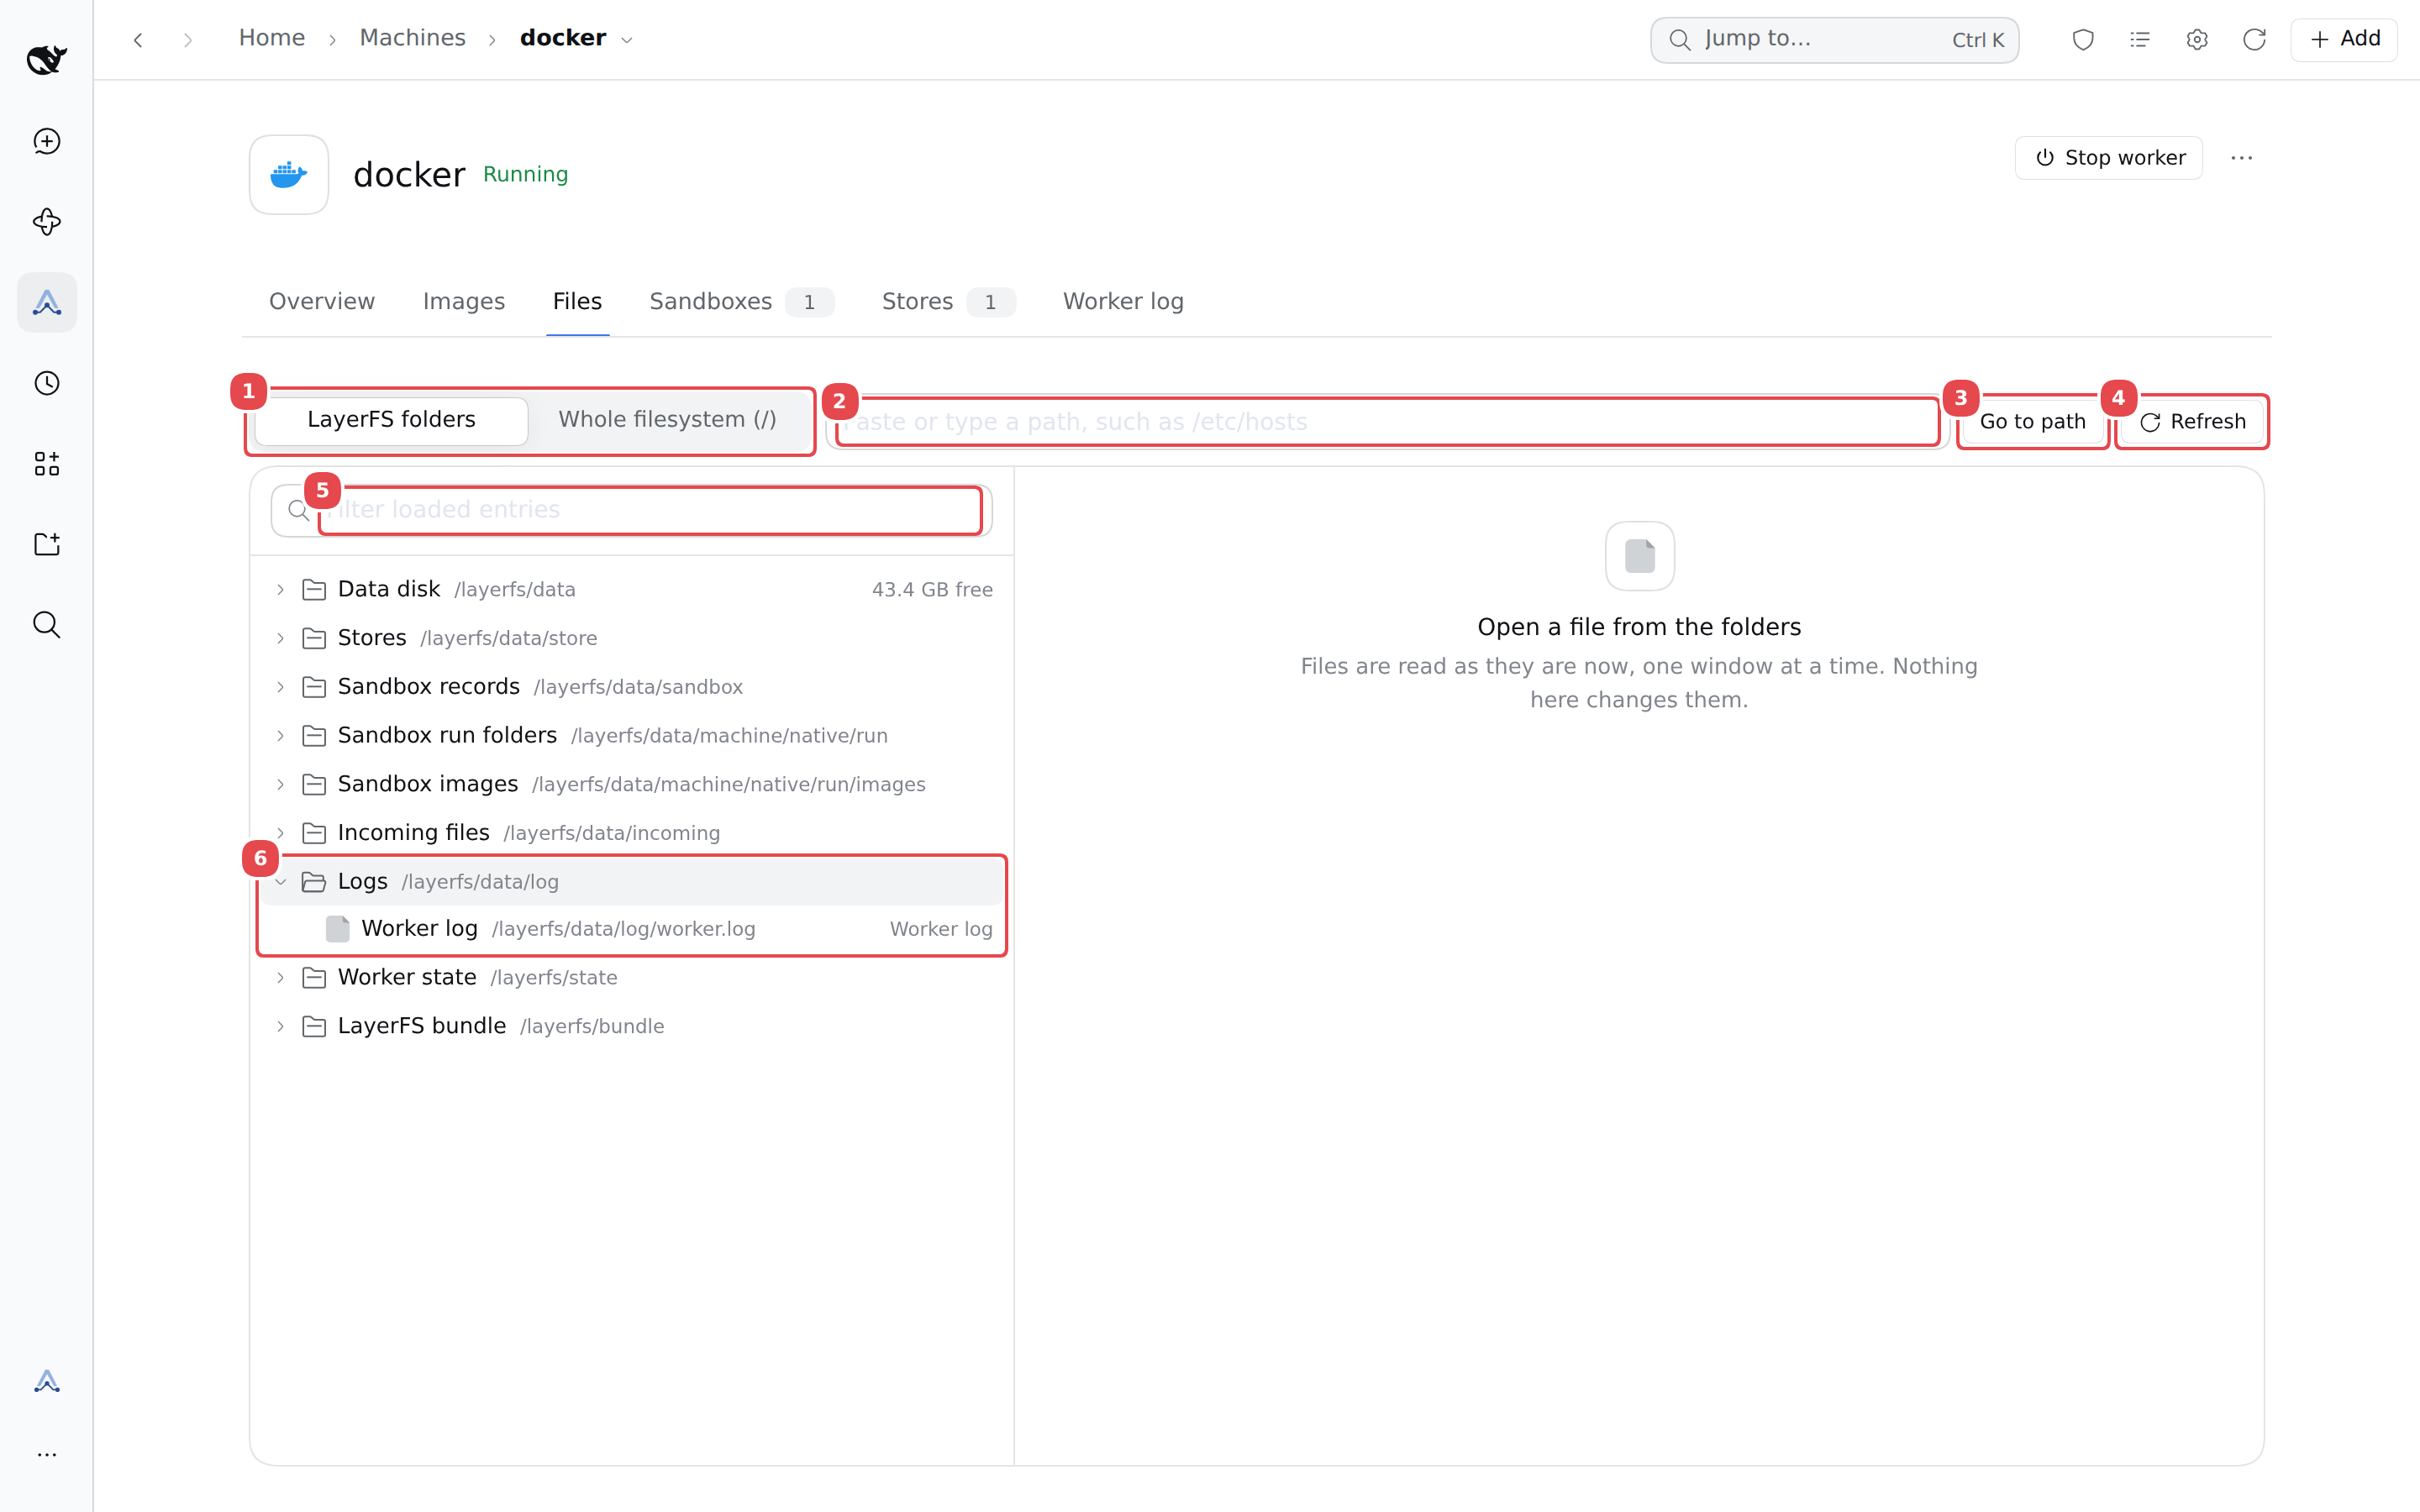 Home > Machines > docker
Jump to...
Ctrl K
Add
docker Running
Stop worker
Overview
Images
Files
Sandboxes 1
Stores 1
Worker log
1
LayerFS folders
Whole filesystem (/)
2
aste or type a path, such as /etc/hosts
3
Go to path
4
Refresh
5
ilter loaded entries
Data disk /layerfs/data 43.4 GB free
Stores /layerfs/data/store
Sandbox records /layerfs/data/sandbox
Sandbox run folders /layerfs/data/machine/native/run
Sandbox images /layerfs/data/machine/native/run/images
Incoming files /layerfs/data/incoming
6
Logs /layerfs/data/log
Worker log /layerfs/data/log/worker.log Worker log
Worker state /layerfs/state
LayerFS bundle /layerfs/bundle
Open a file from the folders
Files are read as they are now, one window at a time. Nothing
here changes them.